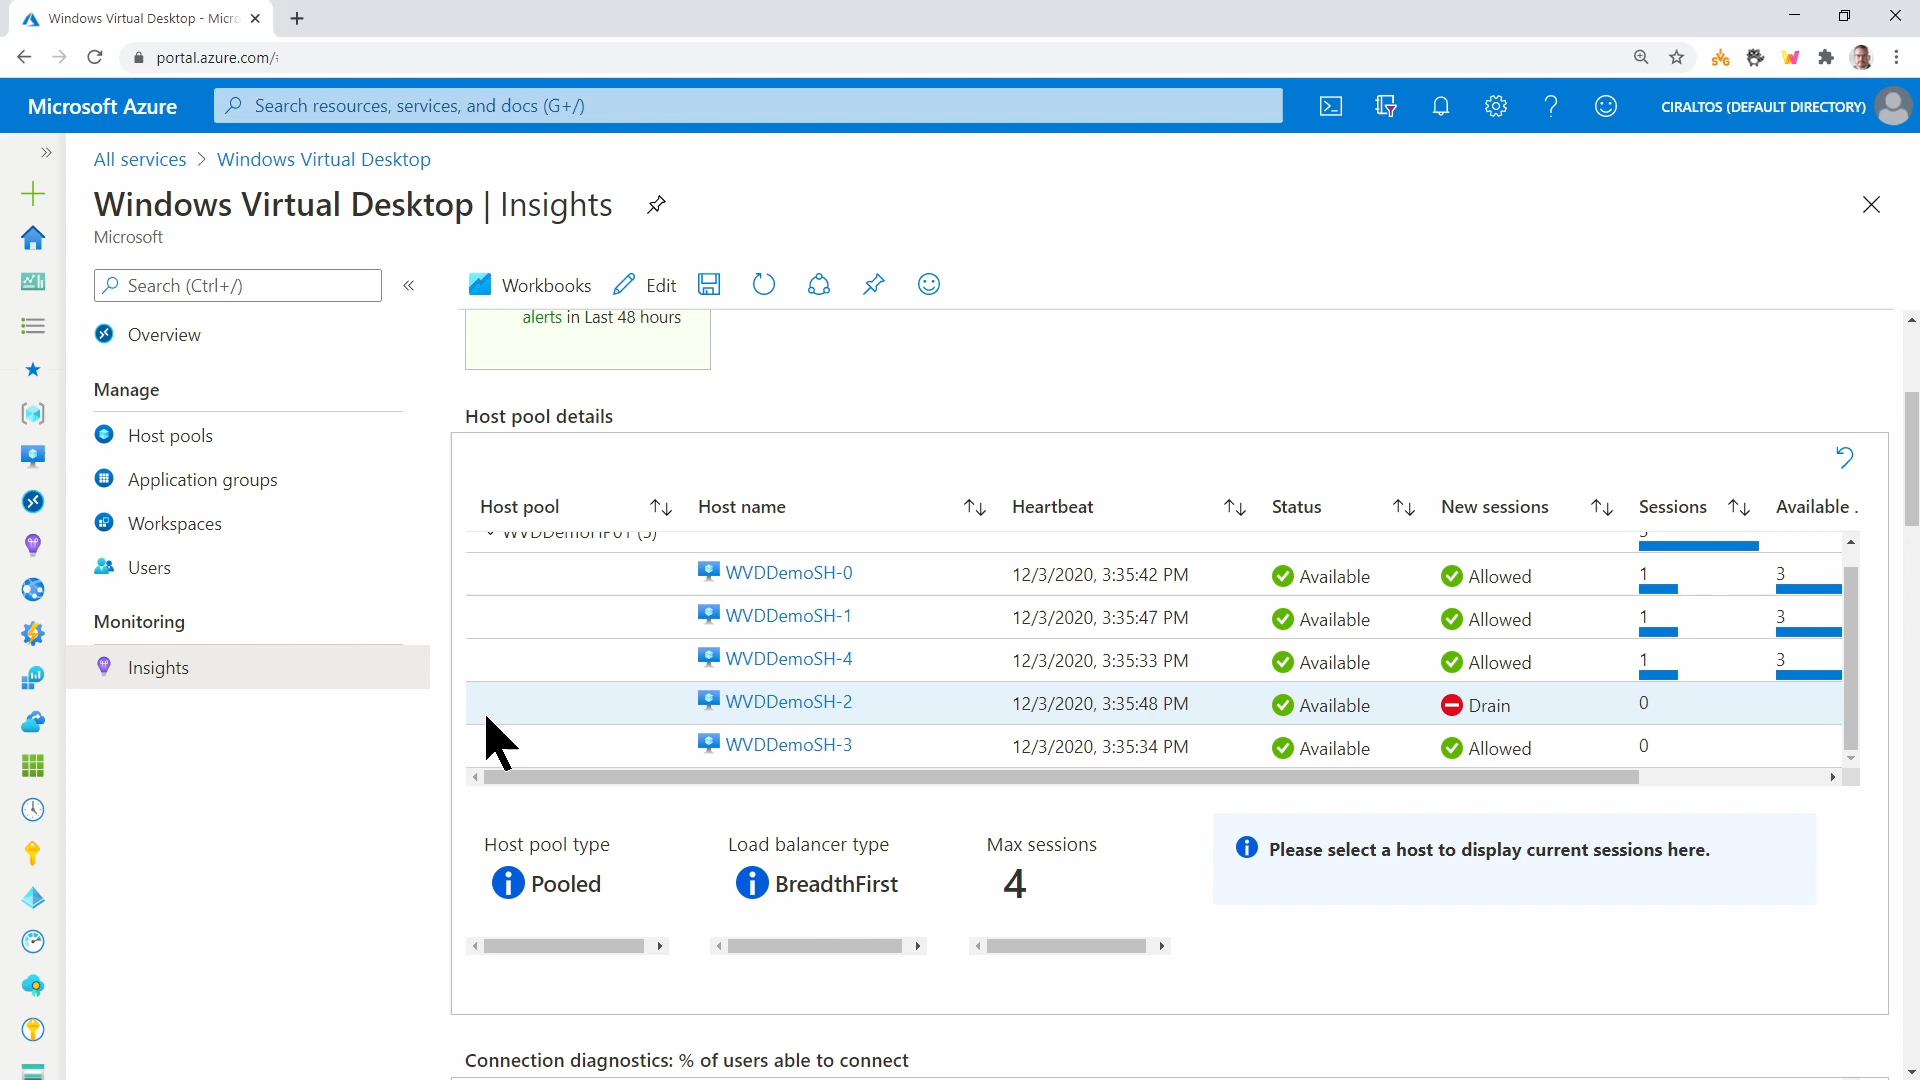 Windows Virtual Desktop - Micro
portal.azure.com/
Microsoft Azure
Search resources, services, and docs (G+/)
CIRALTOS (DEFAULT DIRECTORY)
All services > Windows Virtual Desktop
Windows Virtual Desktop | Insights
Microsoft
Search (Ctrl+/)
Workbooks Edit
alerts in Last 48 hours
Overview
Manage
Host pools
Application groups
Workspaces
Users
Monitoring
Insights
Host pool details
Host pool Host name Heartbeat Status New sessions Sessions Available .
WVDDemoHP01 (5)
WVDDemoSH-0 12/3/2020, 3:35:42 PM Available Allowed 1 3
WVDDemoSH-1 12/3/2020, 3:35:47 PM Available Allowed 1 3
WVDDemoSH-4 12/3/2020, 3:35:33 PM Available Allowed 1 3
WVDDemoSH-2 12/3/2020, 3:35:48 PM Available Drain 0
WVDDemoSH-3 12/3/2020, 3:35:34 PM Available Allowed 0
Host pool type Load balancer type Max sessions
Pooled BreadthFirst 4
Please select a host to display current sessions here.
Connection diagnostics: % of users able to connect